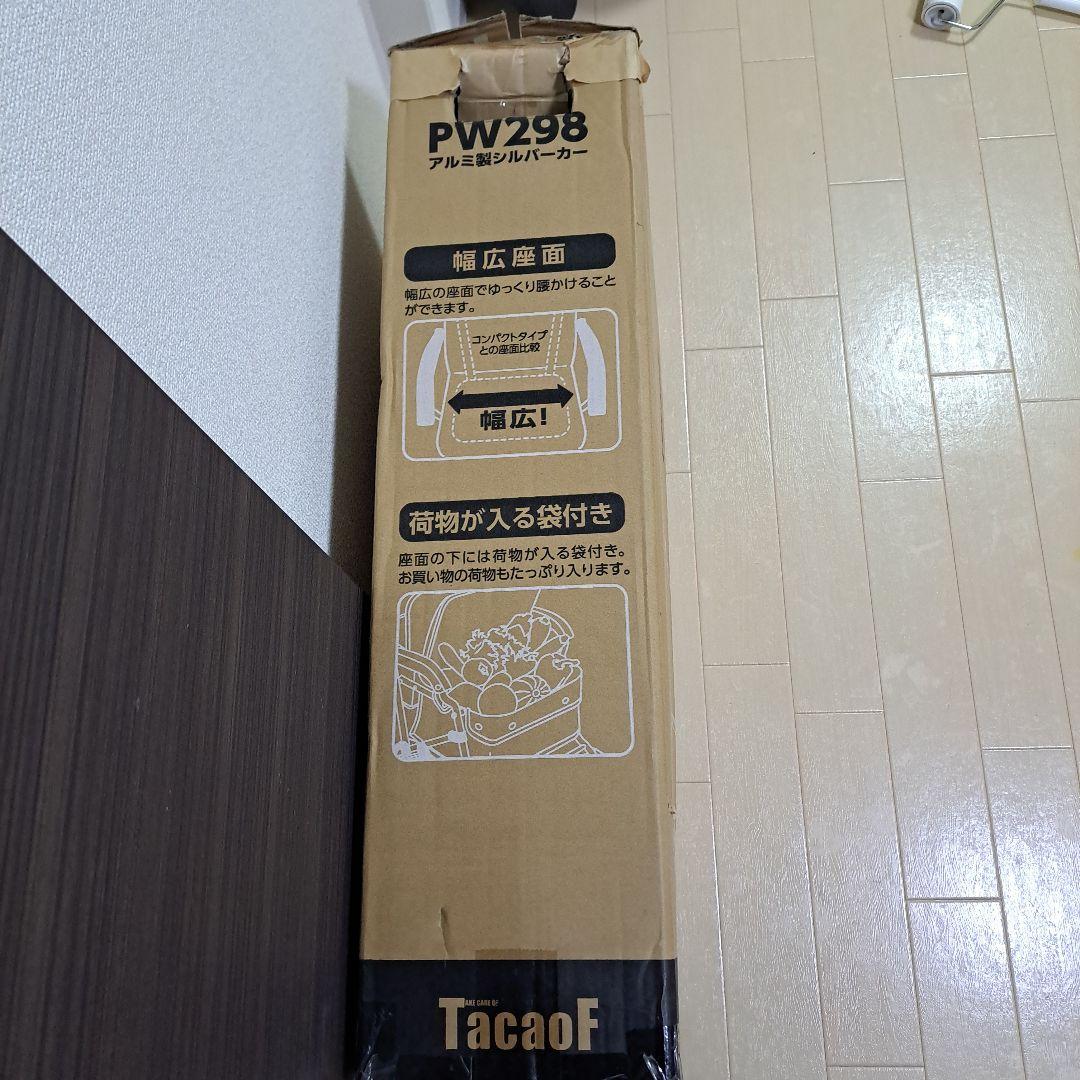 PW298
アルミ製シルバーカー
幅広座面
幅広の座面でゆっくり腰かけること
ができます。
コンパクトタイプ
との座面比較
幅広!
荷物が入る袋付き
座面の下には荷物が入る袋付き。
お買い物の荷物もたっぷり入ります。
TAKE CARE OF
TacaoF